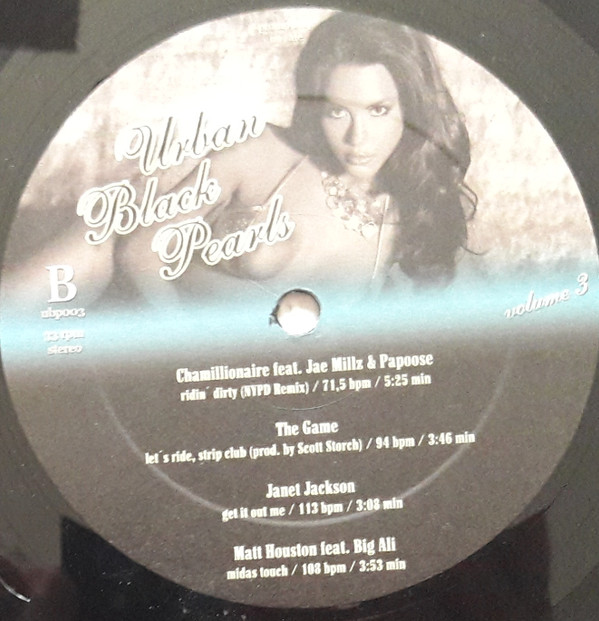 Urban
Black
Pearls
B
ubp003
33 rpm
stereo
volume 3
Chamillionaire feat. Jae Millz & Papoose
ridin´ dirty (NYPD Remix) / 71,5 bpm / 5:25 min
The Game
let´s ride, strip club (prod. by Scott Storch) / 94 bpm / 3:46 min
Janet Jackson
get it out me / 113 bpm / 3:08 min
Matt Houston feat. Big Ali
midas touch / 108 bpm / 3:53 min